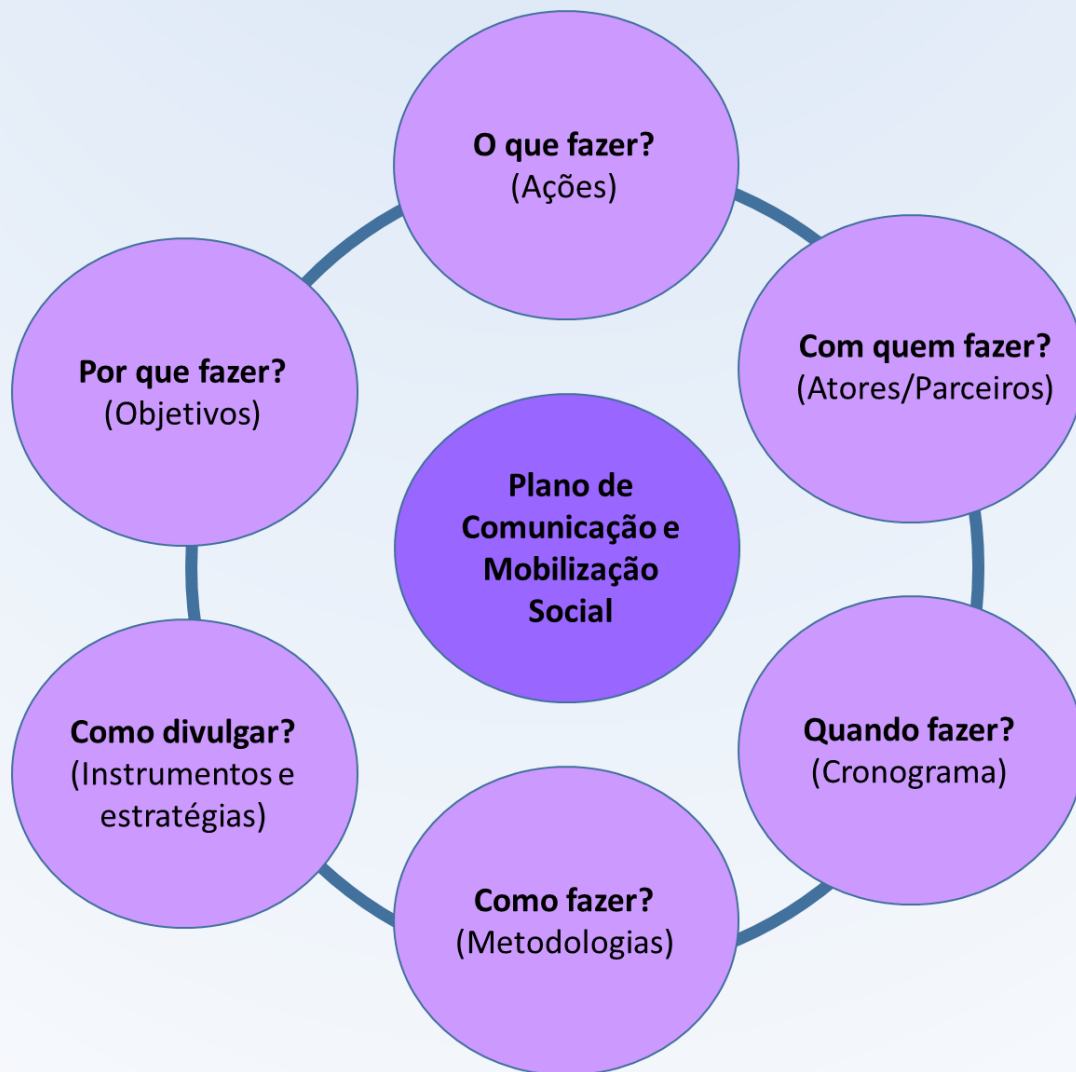 O que fazer?
(Ações)
Com quem fazer?
(Atores/Parceiros)
Por que fazer?
(Objetivos)
Plano de
Comunicação e
Mobilização
Social
Quando fazer?
(Cronograma)
Como divulgar?
(Instrumentos e
estratégias)
Como fazer?
(Metodologias)